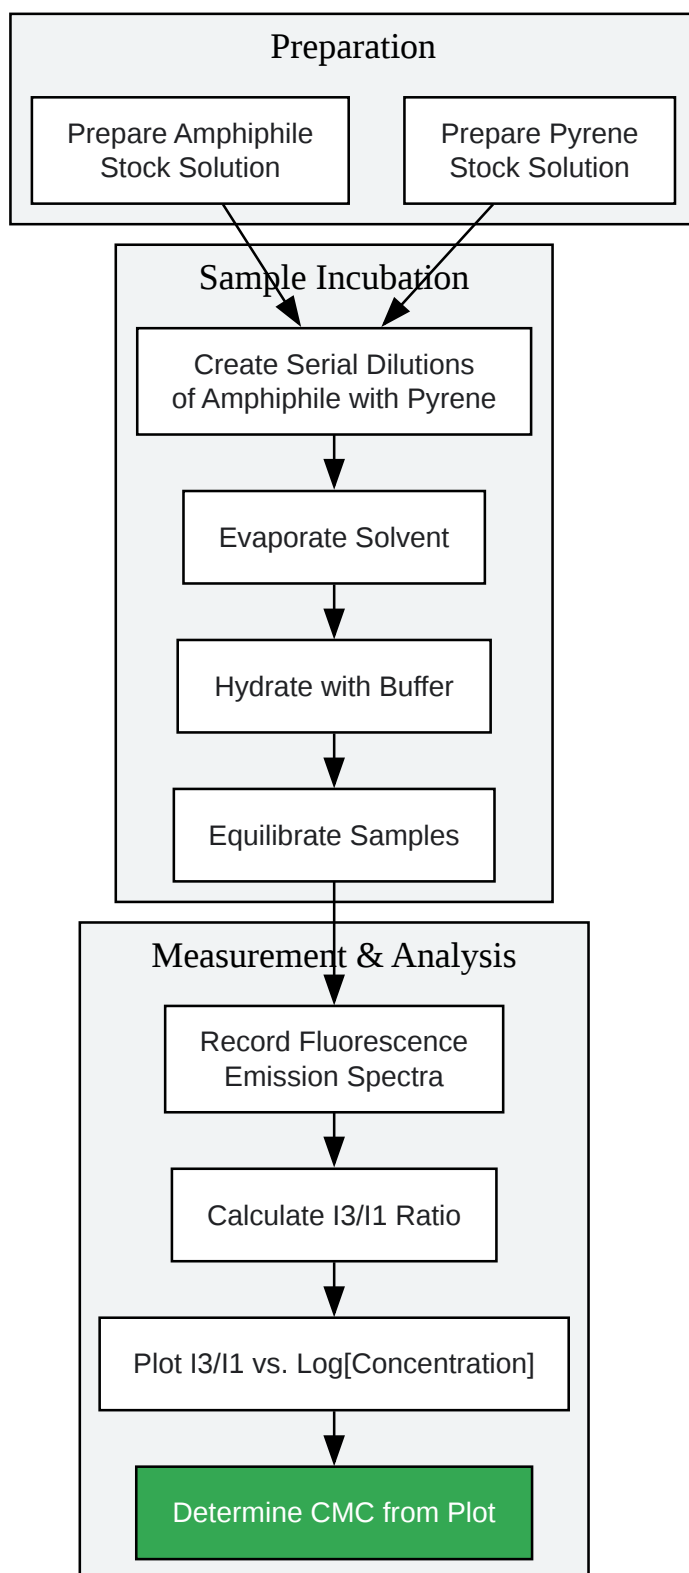 Preparation
Prepare Amphiphile
Stock Solution
Prepare Pyrene
Stock Solution
Sample Incubation
Create Serial Dilutions
of Amphiphile with Pyrene
Evaporate Solvent
Hydrate with Buffer
Equilibrate Samples
Measurement & Analysis
Record Fluorescence
Emission Spectra
Calculate I3/I1 Ratio
Plot I3/I1 vs. Log[Concentration]
Determine CMC from Plot